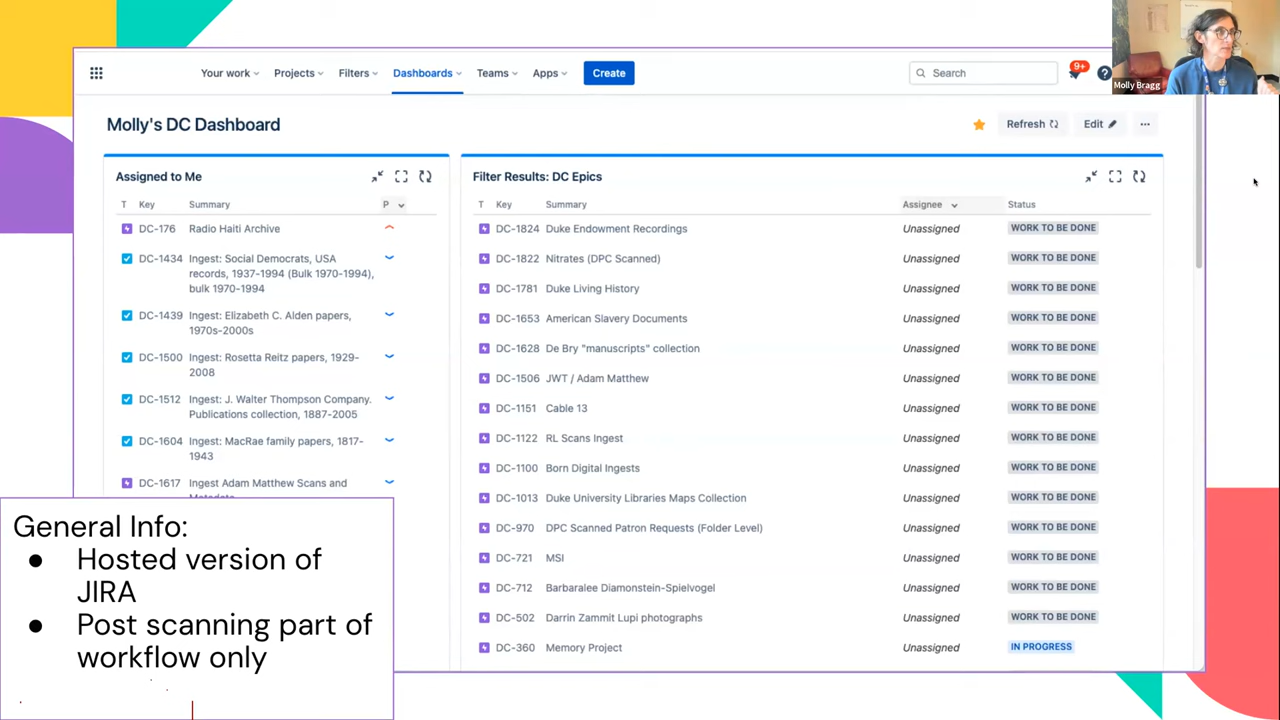 Your work Projects Filters Dashboards Teams Apps Create Search 9+ ?
Molly Bragg
Molly's DC Dashboard Refresh Edit ...
Assigned to Me
T Key Summary P
DC-176 Radio Haiti Archive
DC-1434 Ingest: Social Democrats, USA
records, 1937-1994 (Bulk 1970-1994),
bulk 1970-1994
DC-1439 Ingest: Elizabeth C. Alden papers,
1970s-2000s
DC-1500 Ingest: Rosetta Reitz papers, 1929-
2008
DC-1512 Ingest: J. Walter Thompson Company.
Publications collection, 1887-2005
DC-1604 Ingest: MacRae family papers, 1817-
1943
DC-1617 Ingest Adam Matthew Scans and
Filter Results: DC Epics
T Key Summary Assignee Status
DC-1824 Duke Endowment Recordings Unassigned WORK TO BE DONE
DC-1822 Nitrates (DPC Scanned) Unassigned WORK TO BE DONE
DC-1781 Duke Living History Unassigned WORK TO BE DONE
DC-1653 American Slavery Documents Unassigned WORK TO BE DONE
DC-1628 De Bry "manuscripts" collection Unassigned WORK TO BE DONE
DC-1506 JWT / Adam Matthew Unassigned WORK TO BE DONE
DC-1151 Cable 13 Unassigned WORK TO BE DONE
DC-1122 RL Scans Ingest Unassigned WORK TO BE DONE
DC-1100 Born Digital Ingests Unassigned WORK TO BE DONE
DC-1013 Duke University Libraries Maps Collection Unassigned WORK TO BE DONE
DC-970 DPC Scanned Patron Requests (Folder Level) Unassigned WORK TO BE DONE
DC-721 MSI Unassigned WORK TO BE DONE
DC-712 Barbaralee Diamonstein-Spielvogel Unassigned WORK TO BE DONE
DC-502 Darrin Zammit Lupi photographs Unassigned WORK TO BE DONE
DC-360 Memory Project Unassigned IN PROGRESS
General Info:
● Hosted version of
JIRA
● Post scanning part of
workflow only